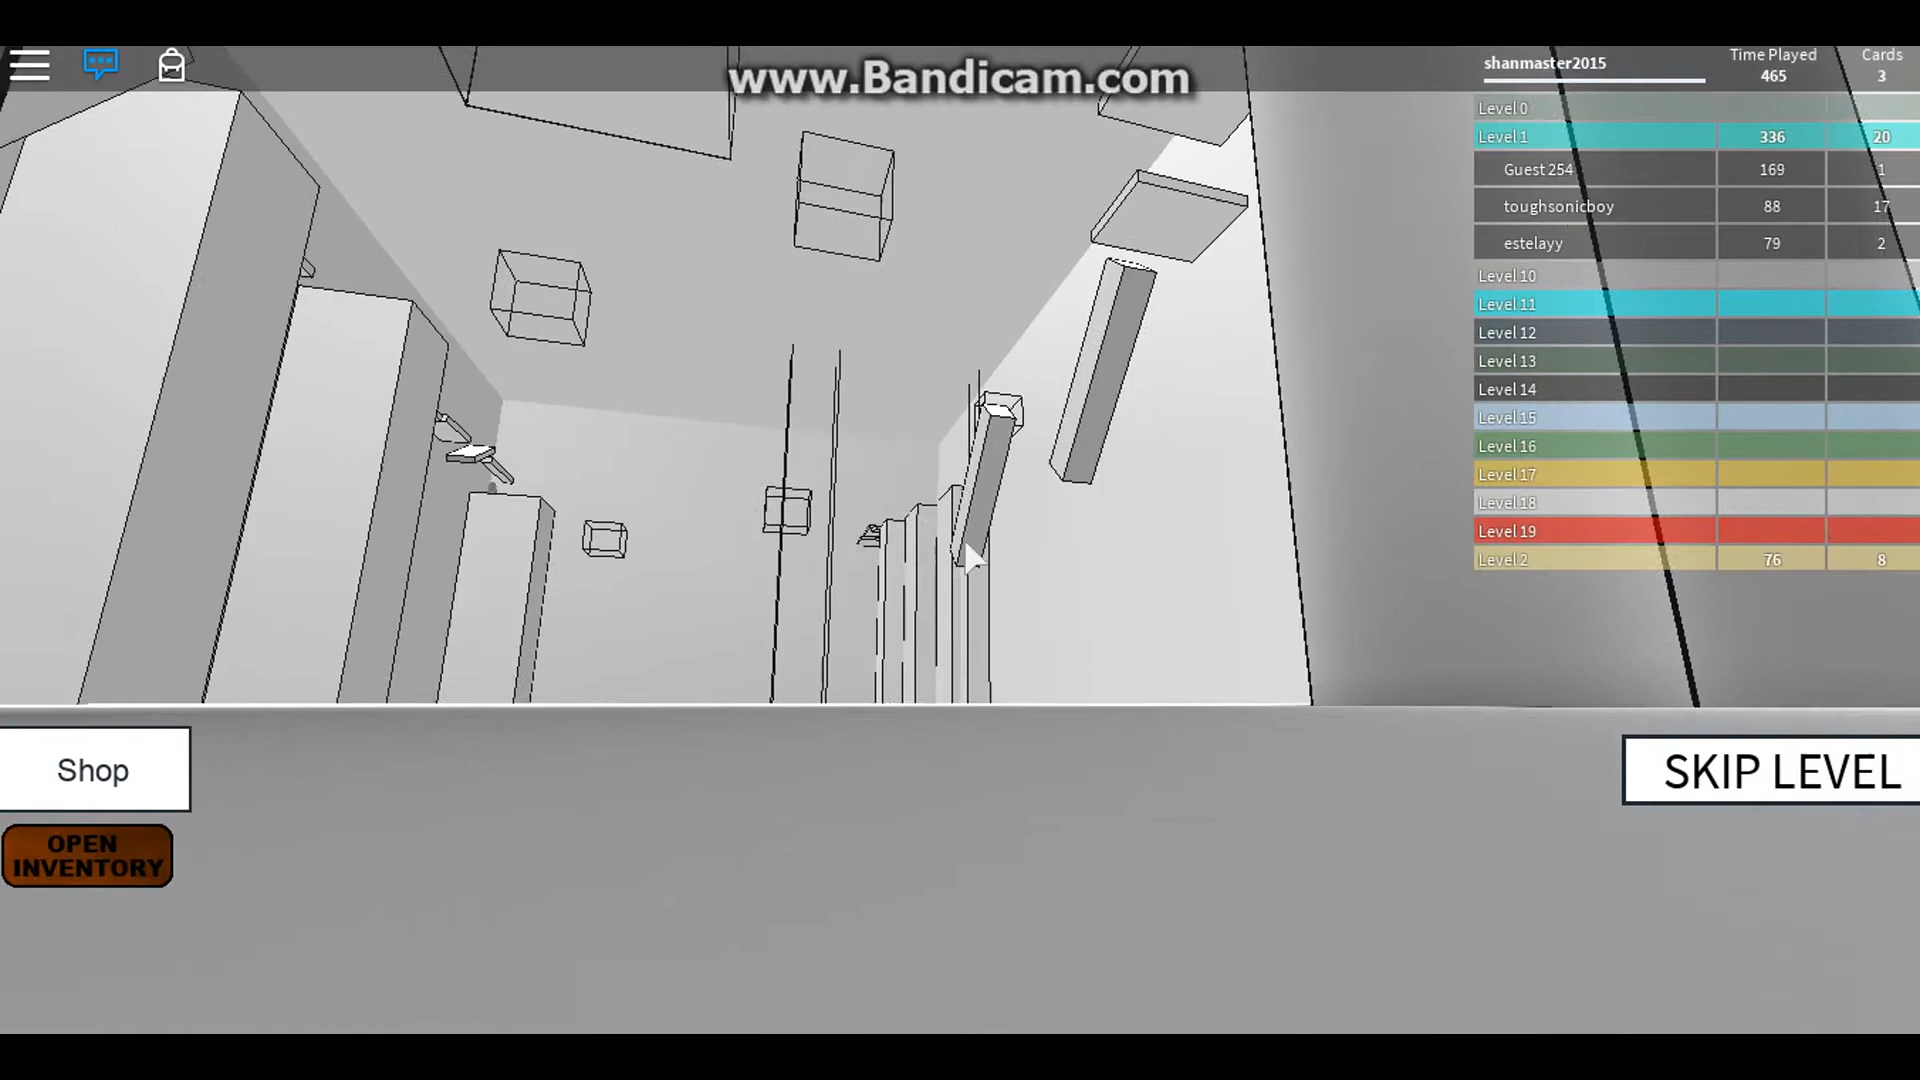 www.Bandicam.com
shanmaster2015 Time Played 465 Cards 3
Level 0
Level 1 336 20
Guest 254 169 1
toughsonicboy 88 17
estelayy 79 2
Level 10
Level 11
Level 12
Level 13
Level 14
Level 15
Level 16
Level 17
Level 18
Level 19
Level 2 76 8
Shop
SKIP LEVEL
OPEN
INVENTORY